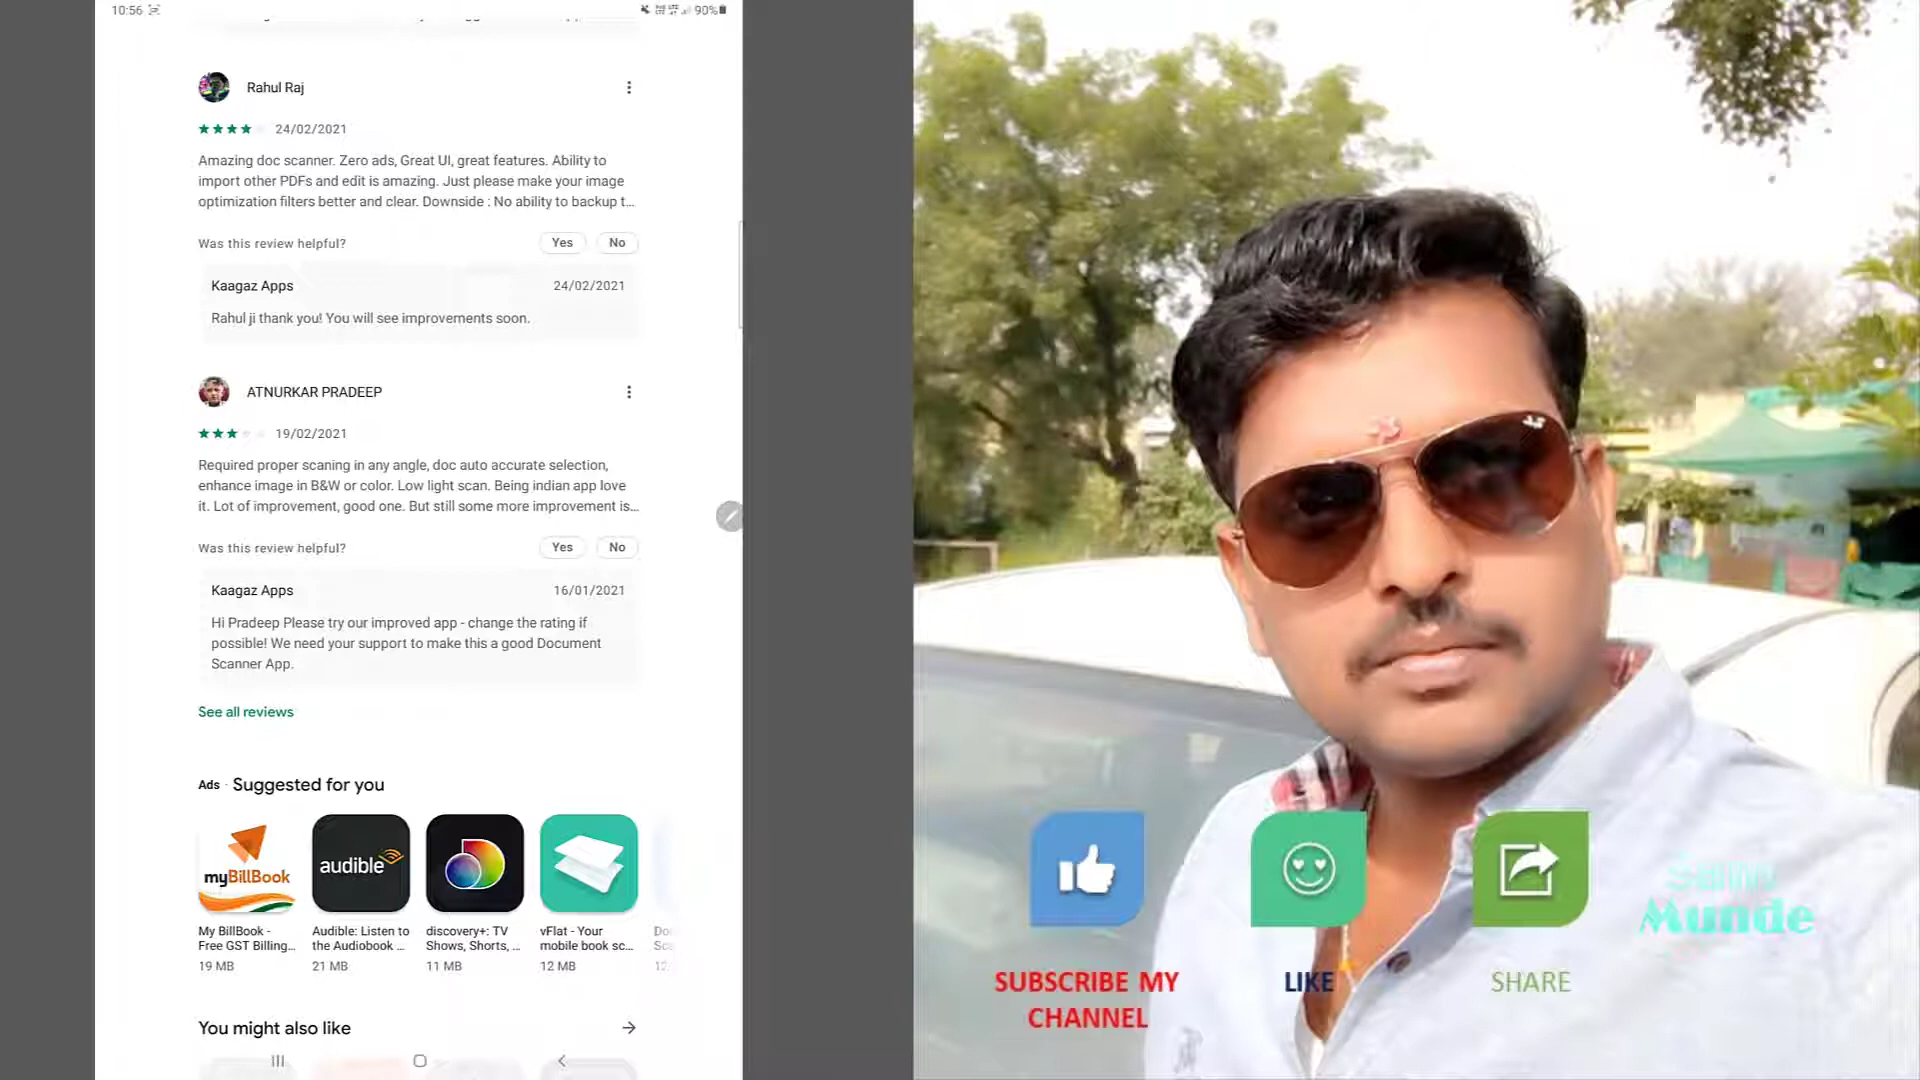 10:56
90%
Rahul Raj
24/02/2021
Amazing doc scanner. Zero ads, Great UI, great features. Ability to
import other PDFs and edit is amazing. Just please make your image
optimization filters better and clear. Downside : No ability to backup t...
Was this review helpful?
Yes
No
Kaagaz Apps
24/02/2021
Rahul ji thank you! You will see improvements soon.
ATNURKAR PRADEEP
19/02/2021
Required proper scaning in any angle, doc auto accurate selection,
enhance image in B&W or color. Low light scan. Being indian app love
it. Lot of improvement, good one. But still some more improvement is...
Was this review helpful?
Yes
No
Kaagaz Apps
16/01/2021
Hi Pradeep Please try our improved app - change the rating if
possible! We need your support to make this a good Document
Scanner App.
See all reviews
Ads · Suggested for you
myBillBook
audible
My BillBook -
Free GST Billing...
19 MB
Audible: Listen to
the Audiobook ...
21 MB
discovery+: TV
Shows, Shorts, ...
11 MB
vFlat - Your
mobile book sc...
12 MB
You might also like
SUBSCRIBE MY
CHANNEL
LIKE
SHARE
Munde